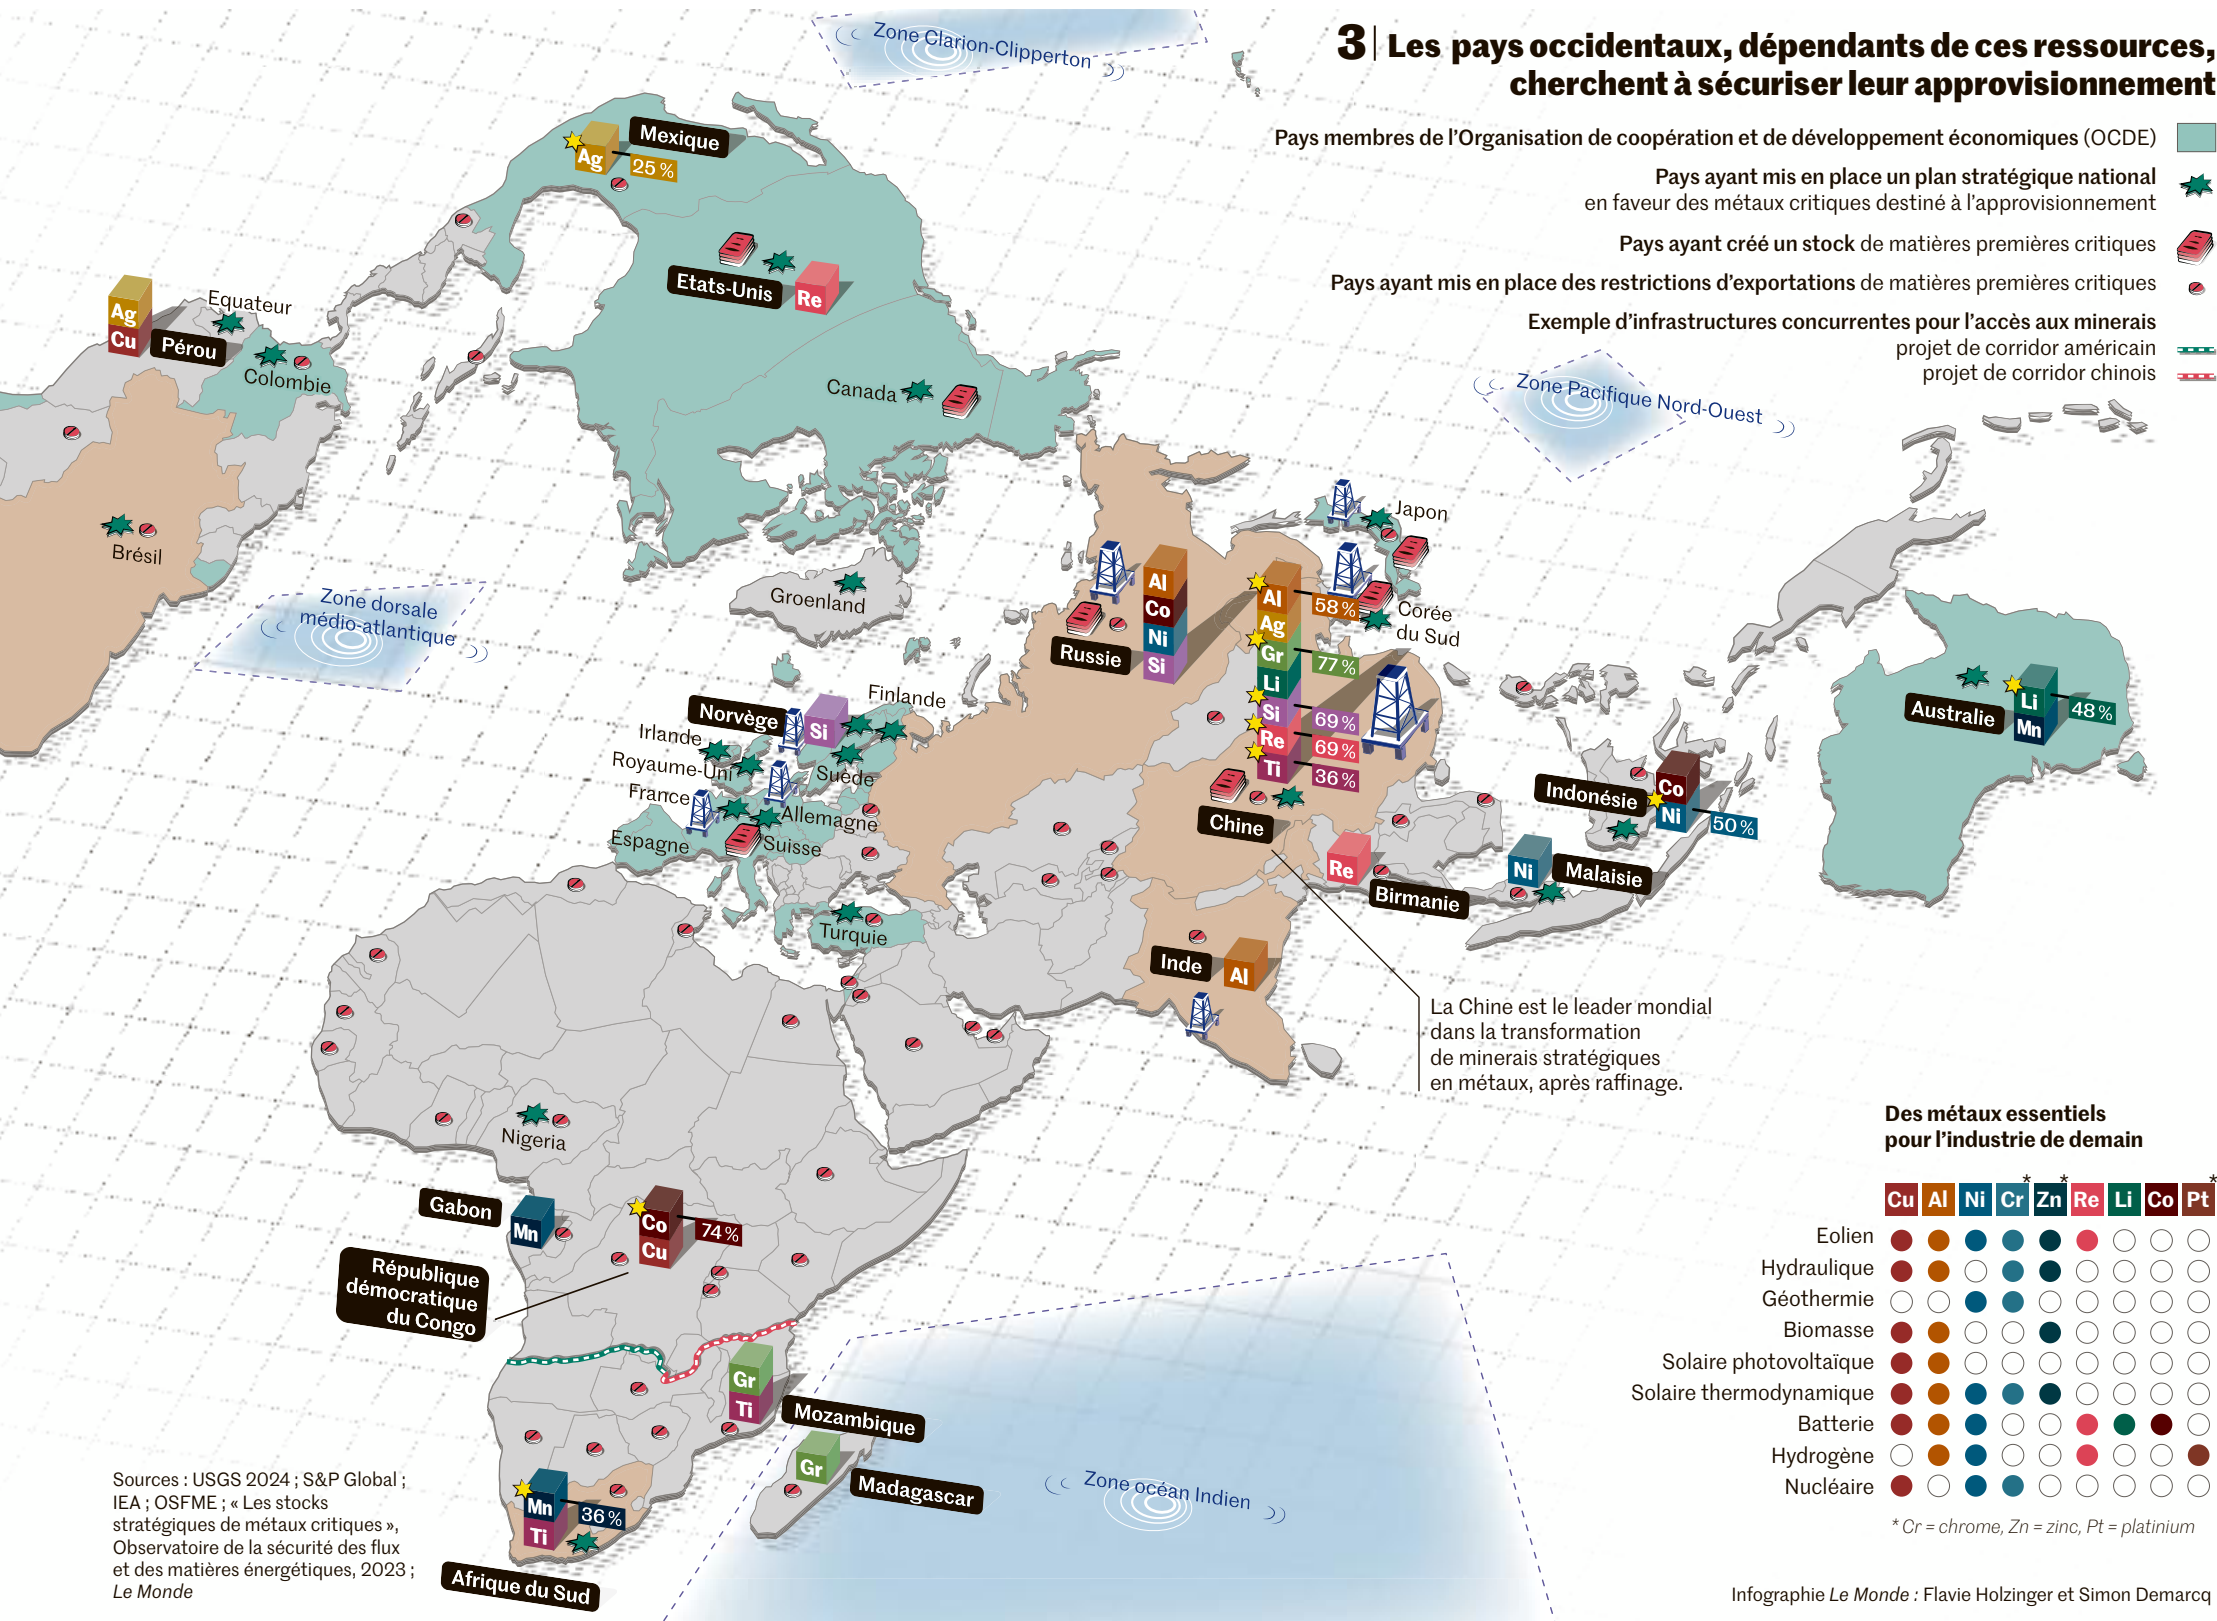 3 | Les pays occidentaux, dépendants de ces ressources,
cherchent à sécuriser leur approvisionnement
Pays membres de l’Organisation de coopération et de développement économiques (OCDE)
Pays ayant mis en place un plan stratégique national
en faveur des métaux critiques destiné à l’approvisionnement
Pays ayant créé un stock de matières premières critiques
Pays ayant mis en place des restrictions d’exportations de matières premières critiques
Exemple d’infrastructures concurrentes pour l’accès aux minerais
projet de corridor américain
projet de corridor chinois
Zone Clarion-Clipperton
Mexique
Ag
25 %
Etats-Unis
Re
Canada
Equateur
Ag
Cu
Pérou
Colombie
Brésil
Zone dorsale
médio-atlantique
Groenland
Zone Pacifique Nord-Ouest
Japon
Corée
du Sud
Russie
Al
Co
Ni
Si
Al
58 %
Ag
Gr
77 %
Li
Si
69 %
Re
69 %
Ti
36 %
Chine
Norvège
Si
Finlande
Irlande
Royaume-Uni
Suède
France
Allemagne
Espagne
Suisse
Turquie
Australie
Li
48 %
Mn
Indonésie
Co
Ni
50 %
Ni
Malaisie
Re
Birmanie
Inde
Al
La Chine est le leader mondial
dans la transformation
de minerais stratégiques
en métaux, après raffinage.
Nigeria
Gabon
Mn
Co
74 %
Cu
République
démocratique
du Congo
Gr
Ti
Mozambique
Gr
Madagascar
Mn
36 %
Ti
Afrique du Sud
Zone océan Indien
Des métaux essentiels
pour l’industrie de demain
Cu Al Ni Cr* Zn* Re Li Co Pt*
Eolien
Hydraulique
Géothermie
Biomasse
Solaire photovoltaïque
Solaire thermodynamique
Batterie
Hydrogène
Nucléaire
* Cr = chrome, Zn = zinc, Pt = platinium
Sources : USGS 2024 ; S&P Global ;
IEA ; OSFME ; « Les stocks
stratégiques de métaux critiques »,
Observatoire de la sécurité des flux
et des matières énergétiques, 2023 ;
Le Monde
Infographie Le Monde : Flavie Holzinger et Simon Demarcq